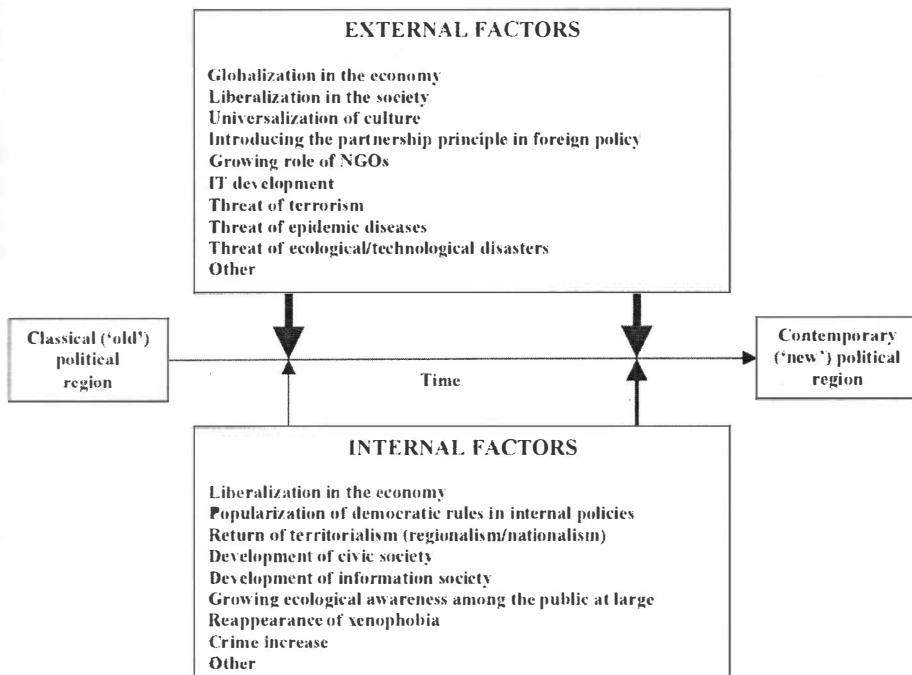 EXTERNAL FACTORS
Globalization in the economy
Liberalization in the society
Universalization of culture
Introducing the partnership principle in foreign policy
Growing role of NGOs
IT development
Threat of terrorism
Threat of epidemic diseases
Threat of ecological/technological disasters
Other
Classical (‘old’)
political
region
Time
Contemporary
(‘new’) political
region
INTERNAL FACTORS
Liberalization in the economy
Popularization of democratic rules in internal policies
Return of territorialism (regionalism/nationalism)
Development of civic society
Development of information society
Growing ecological awareness among the public at large
Reappearance of xenophobia
Crime increase
Other